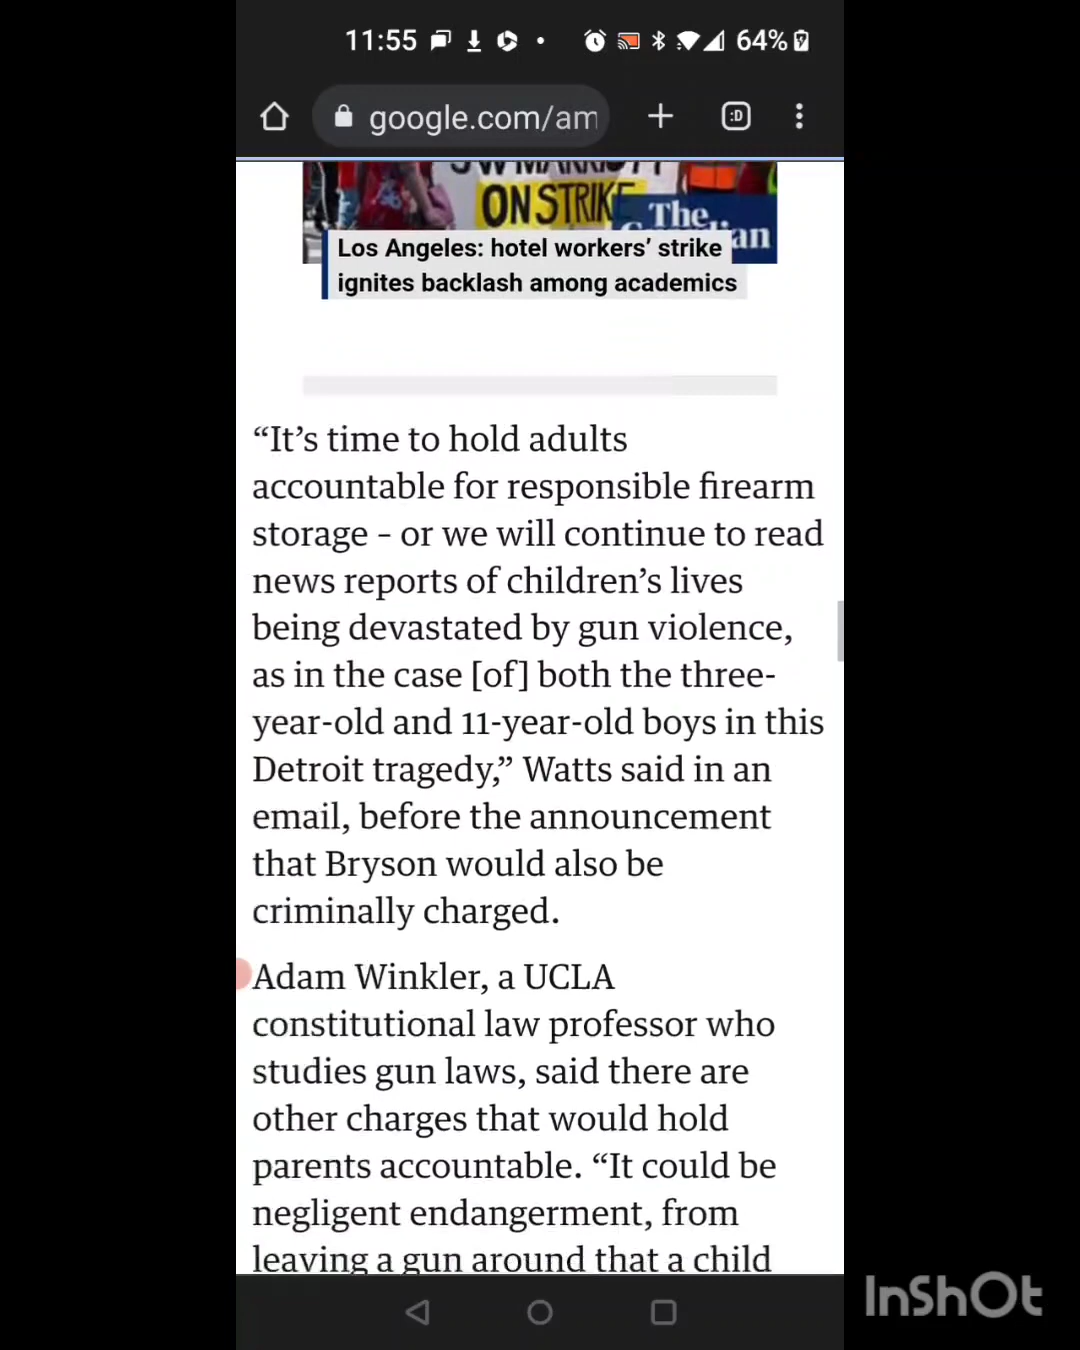 11:55
64%
google.com/am
:D
ON STRIKE
The
an
Los Angeles: hotel workers’ strike
ignites backlash among academics
“It’s time to hold adults
accountable for responsible firearm
storage – or we will continue to read
news reports of children’s lives
being devastated by gun violence,
as in the case [of] both the three-
year-old and 11-year-old boys in this
Detroit tragedy,” Watts said in an
email, before the announcement
that Bryson would also be
criminally charged.
Adam Winkler, a UCLA
constitutional law professor who
studies gun laws, said there are
other charges that would hold
parents accountable. “It could be
negligent endangerment, from
leaving a gun around that a child
InShOt